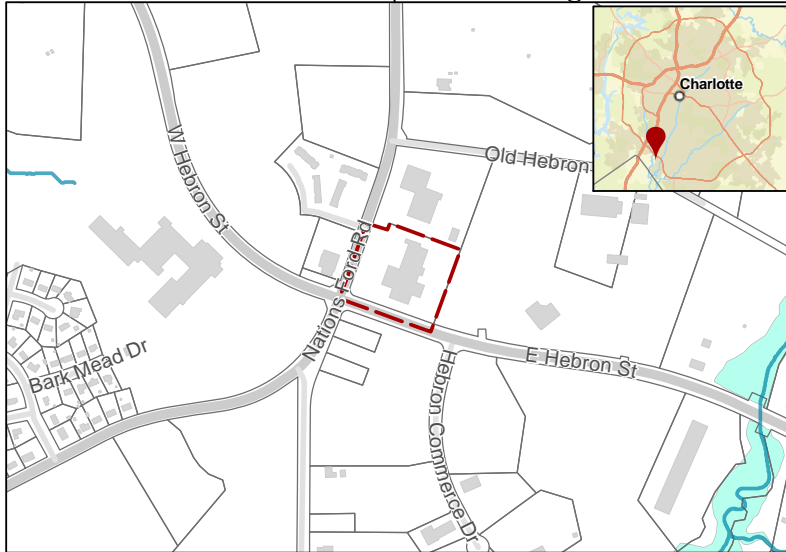 Charlotte
W Hebron St
Old Hebron
Nations Ford Rd
E Hebron St
Bark Mead Dr
Hebron Commerce Dr